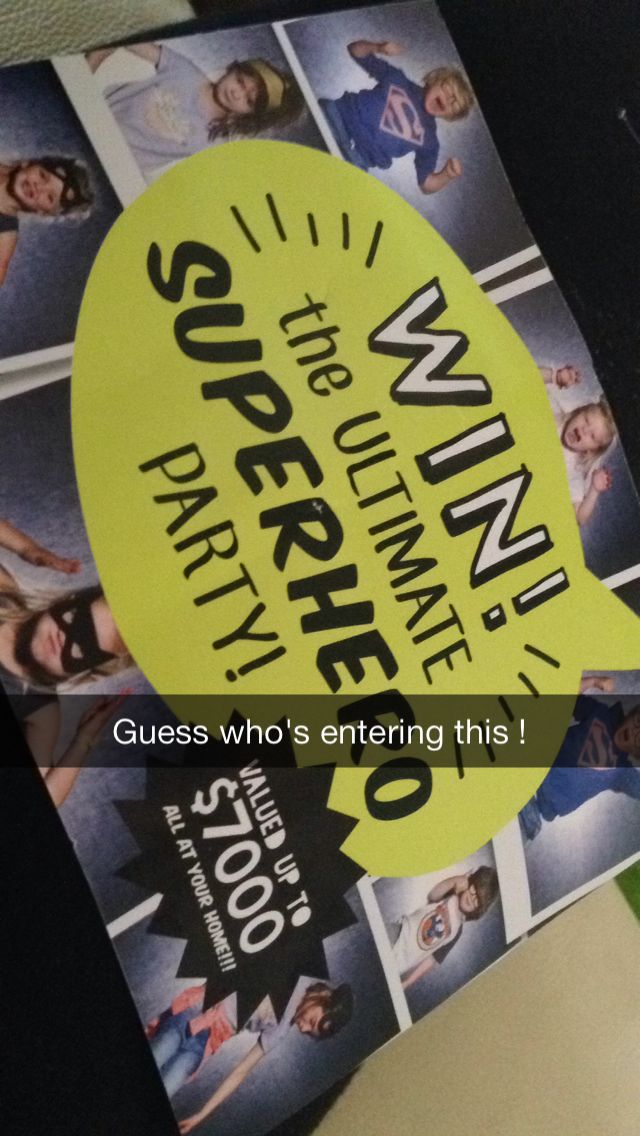 WIN!
the ULTIMATE
SUPERHERO
PARTY!
Guess who's entering this !
VALUED UP TO
$7000
ALL AT YOUR HOME!!!